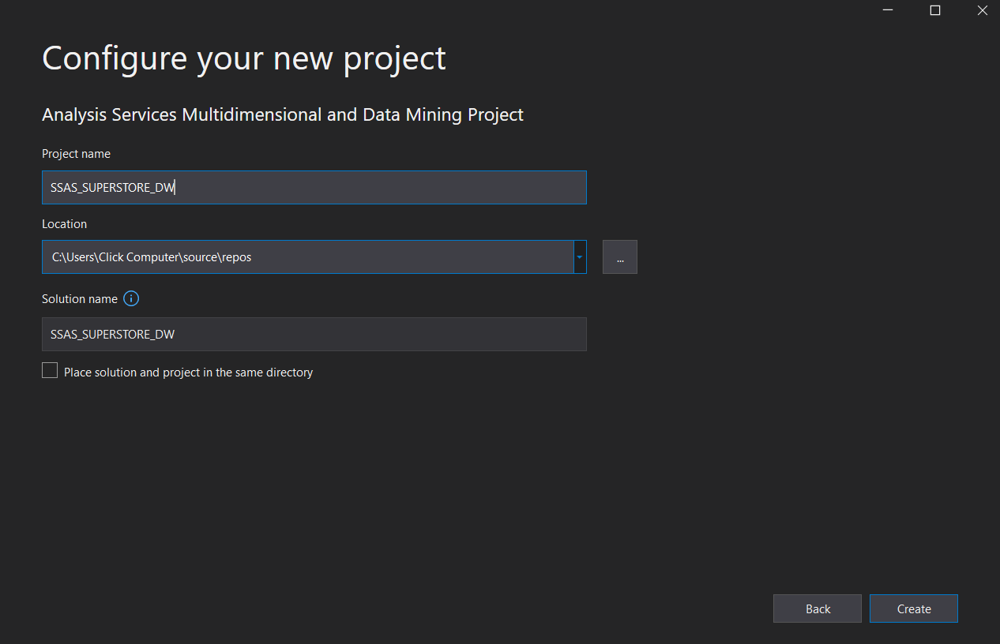 Configure your new project
Analysis Services Multidimensional and Data Mining Project
Project name
SSAS_SUPERSTORE_DW
Location
C:\Users\Click Computer\source\repos
...
Solution name
SSAS_SUPERSTORE_DW
Place solution and project in the same directory
Back
Create